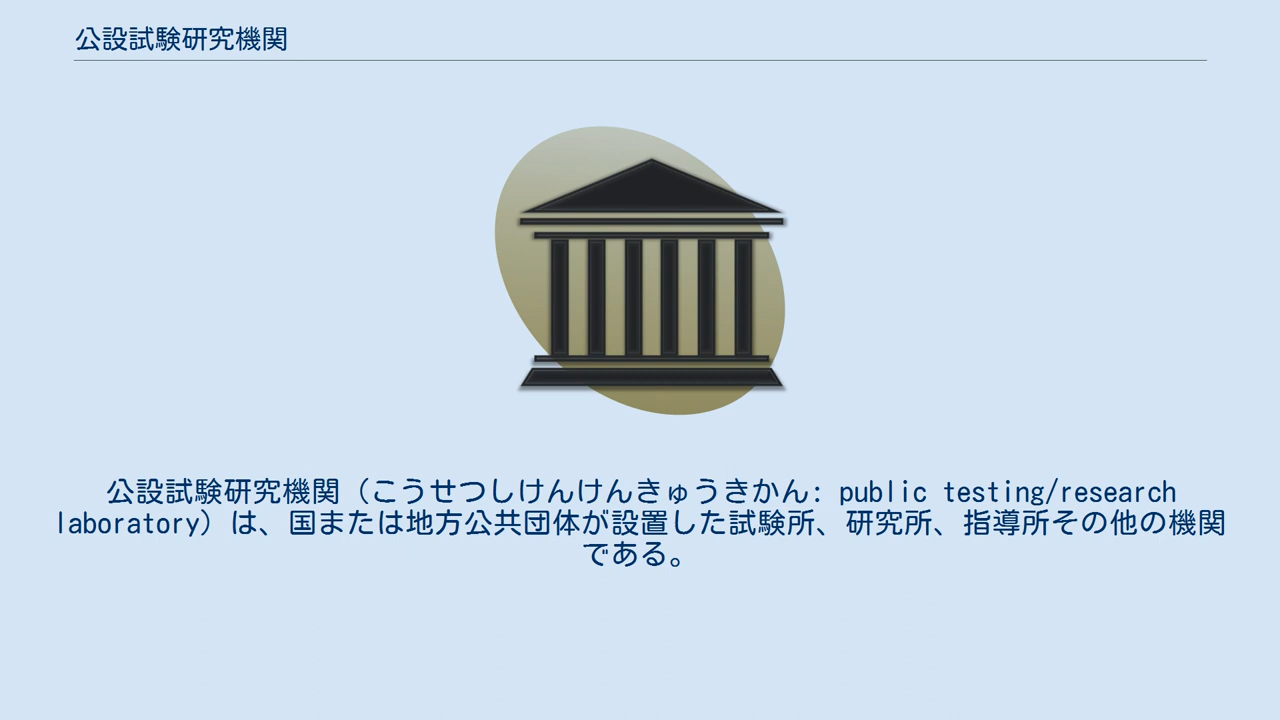 公設試験研究機関
公設試験研究機関（こうせつしけんけんきゅうきかん: public testing/research
laboratory）は、国または地方公共団体が設置した試験所、研究所、指導所その他の機関
である。